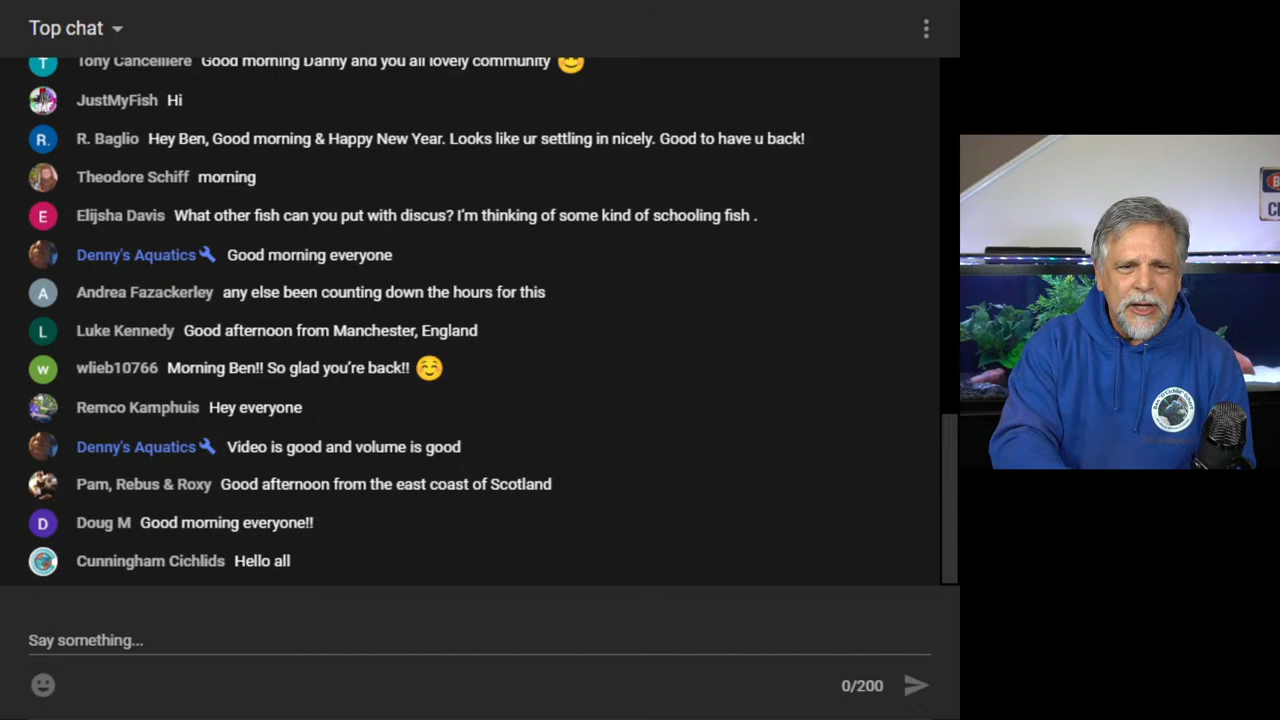 Top chat
Tony Cancelliere Good morning Danny and you all lovely community
JustMyFish Hi
R. Baglio Hey Ben, Good morning & Happy New Year. Looks like ur settling in nicely. Good to have u back!
Theodore Schiff morning
Elijsha Davis What other fish can you put with discus? I'm thinking of some kind of schooling fish .
Denny's Aquatics Good morning everyone
Andrea Fazackerley any else been counting down the hours for this
Luke Kennedy Good afternoon from Manchester, England
wlieb10766 Morning Ben!! So glad you're back!!
Remco Kamphuis Hey everyone
Denny's Aquatics Video is good and volume is good
Pam, Rebus & Roxy Good afternoon from the east coast of Scotland
Doug M Good morning everyone!!
Cunningham Cichlids Hello all
Say something...
0/200
T
R.
E
A
L
w
D